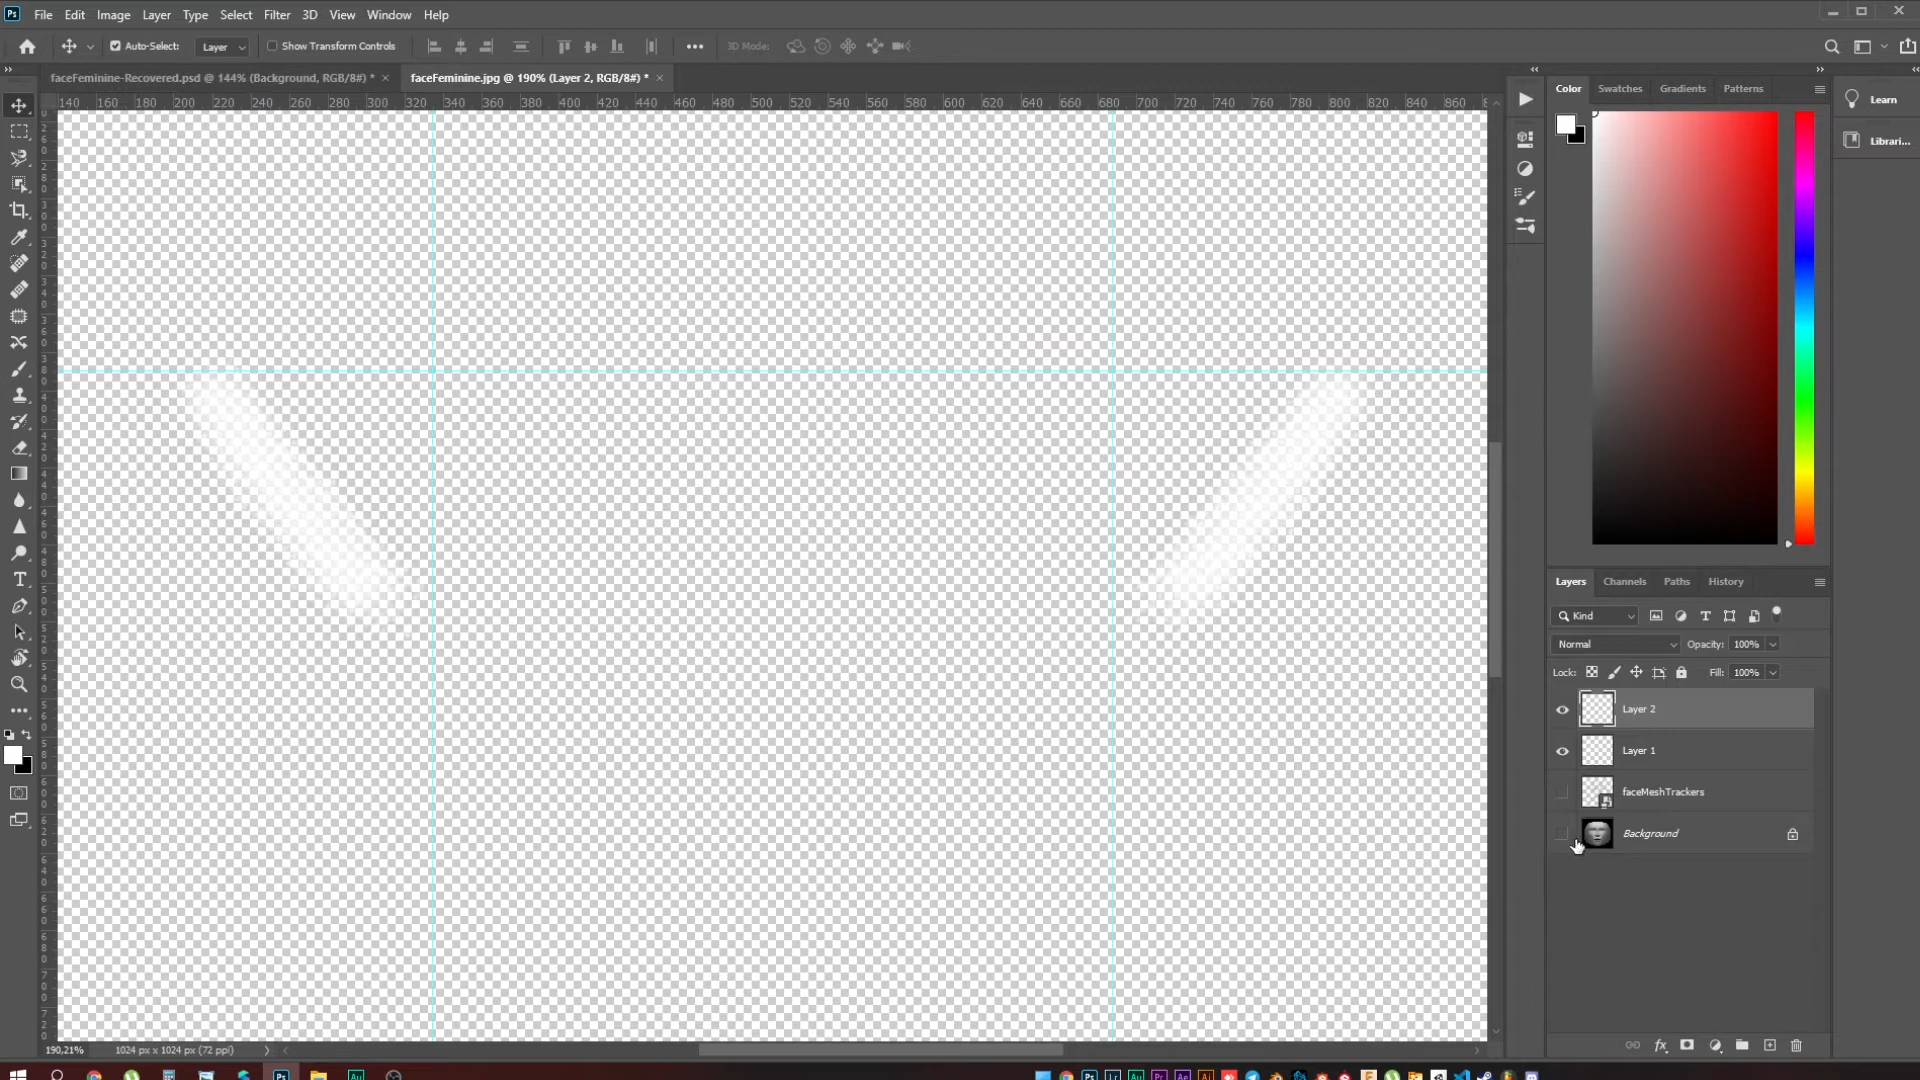 Ps File Edit Image Layer Type Select Filter 3D View Window Help
Auto-Select: Layer Show Transform Controls 3D Mode:
faceFeminine-Recovered.psd @ 144% (Background, RGB/8#) * × faceFeminine.jpg @ 190% (Layer 2, RGB/8#) * ×
140 160 180 200 220 240 260 280 300 320 340 360 380 400 420 440 460 480 500 520 540 560 580 600 620 640 660 680 700 720 740 760 780 800 820 840 860
Color Swatches Gradients Patterns
Learn
Librari...
Layers Channels Paths History
Kind
Normal Opacity: 100%
Lock: Fill: 100%
Layer 2
Layer 1
faceMeshTrackers
Background
190,21% 1024 px x 1024 px (72 ppi)